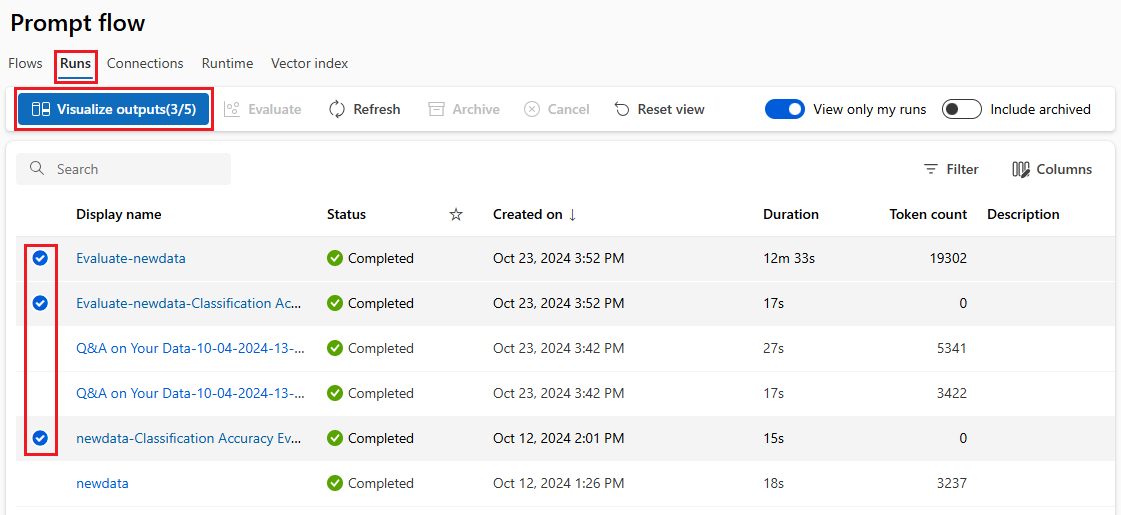 Prompt flow
Flows Runs Connections Runtime Vector index
Visualize outputs(3/5) Evaluate Refresh Archive Cancel Reset view View only my runs Include archived
Search Filter Columns
Display name Status Created on ↓ Duration Token count Description
Evaluate-newdata Completed Oct 23, 2024 3:52 PM 12m 33s 19302
Evaluate-newdata-Classification Ac... Completed Oct 23, 2024 3:52 PM 17s 0
Q&A on Your Data-10-04-2024-13-... Completed Oct 23, 2024 3:42 PM 27s 5341
Q&A on Your Data-10-04-2024-13-... Completed Oct 23, 2024 3:42 PM 17s 3422
newdata-Classification Accuracy Ev... Completed Oct 12, 2024 2:01 PM 15s 0
newdata Completed Oct 12, 2024 1:26 PM 18s 3237